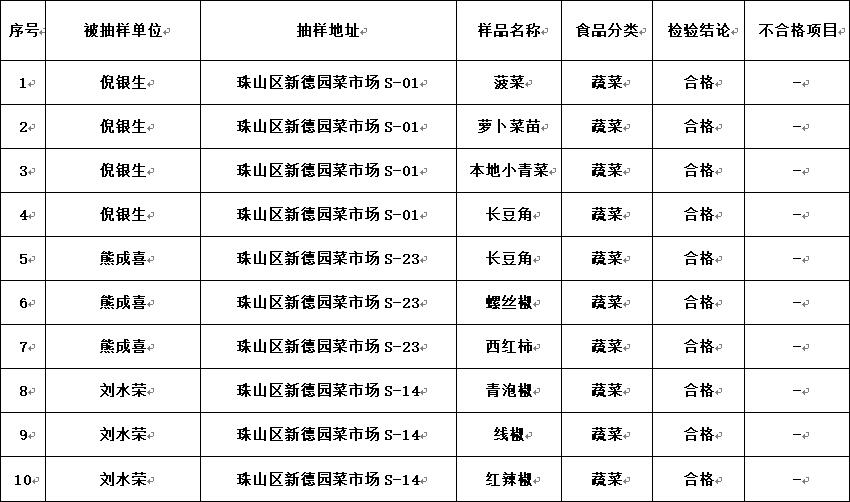 序号 被抽样单位 抽样地址 样品名称 食品分类 检验结论 不合格项目
1 倪银生 珠山区新德园菜市场 S-01 菠菜 蔬菜 合格 —
2 倪银生 珠山区新德园菜市场 S-01 萝卜菜苗 蔬菜 合格 —
3 倪银生 珠山区新德园菜市场 S-01 本地小青菜 蔬菜 合格 —
4 倪银生 珠山区新德园菜市场 S-01 长豆角 蔬菜 合格 —
5 熊成喜 珠山区新德园菜市场 S-23 长豆角 蔬菜 合格 —
6 熊成喜 珠山区新德园菜市场 S-23 螺丝椒 蔬菜 合格 —
7 熊成喜 珠山区新德园菜市场 S-23 西红柿 蔬菜 合格 —
8 刘水荣 珠山区新德园菜市场 S-14 青泡椒 蔬菜 合格 —
9 刘水荣 珠山区新德园菜市场 S-14 线椒 蔬菜 合格 —
10 刘水荣 珠山区新德园菜市场 S-14 红辣椒 蔬菜 合格 —